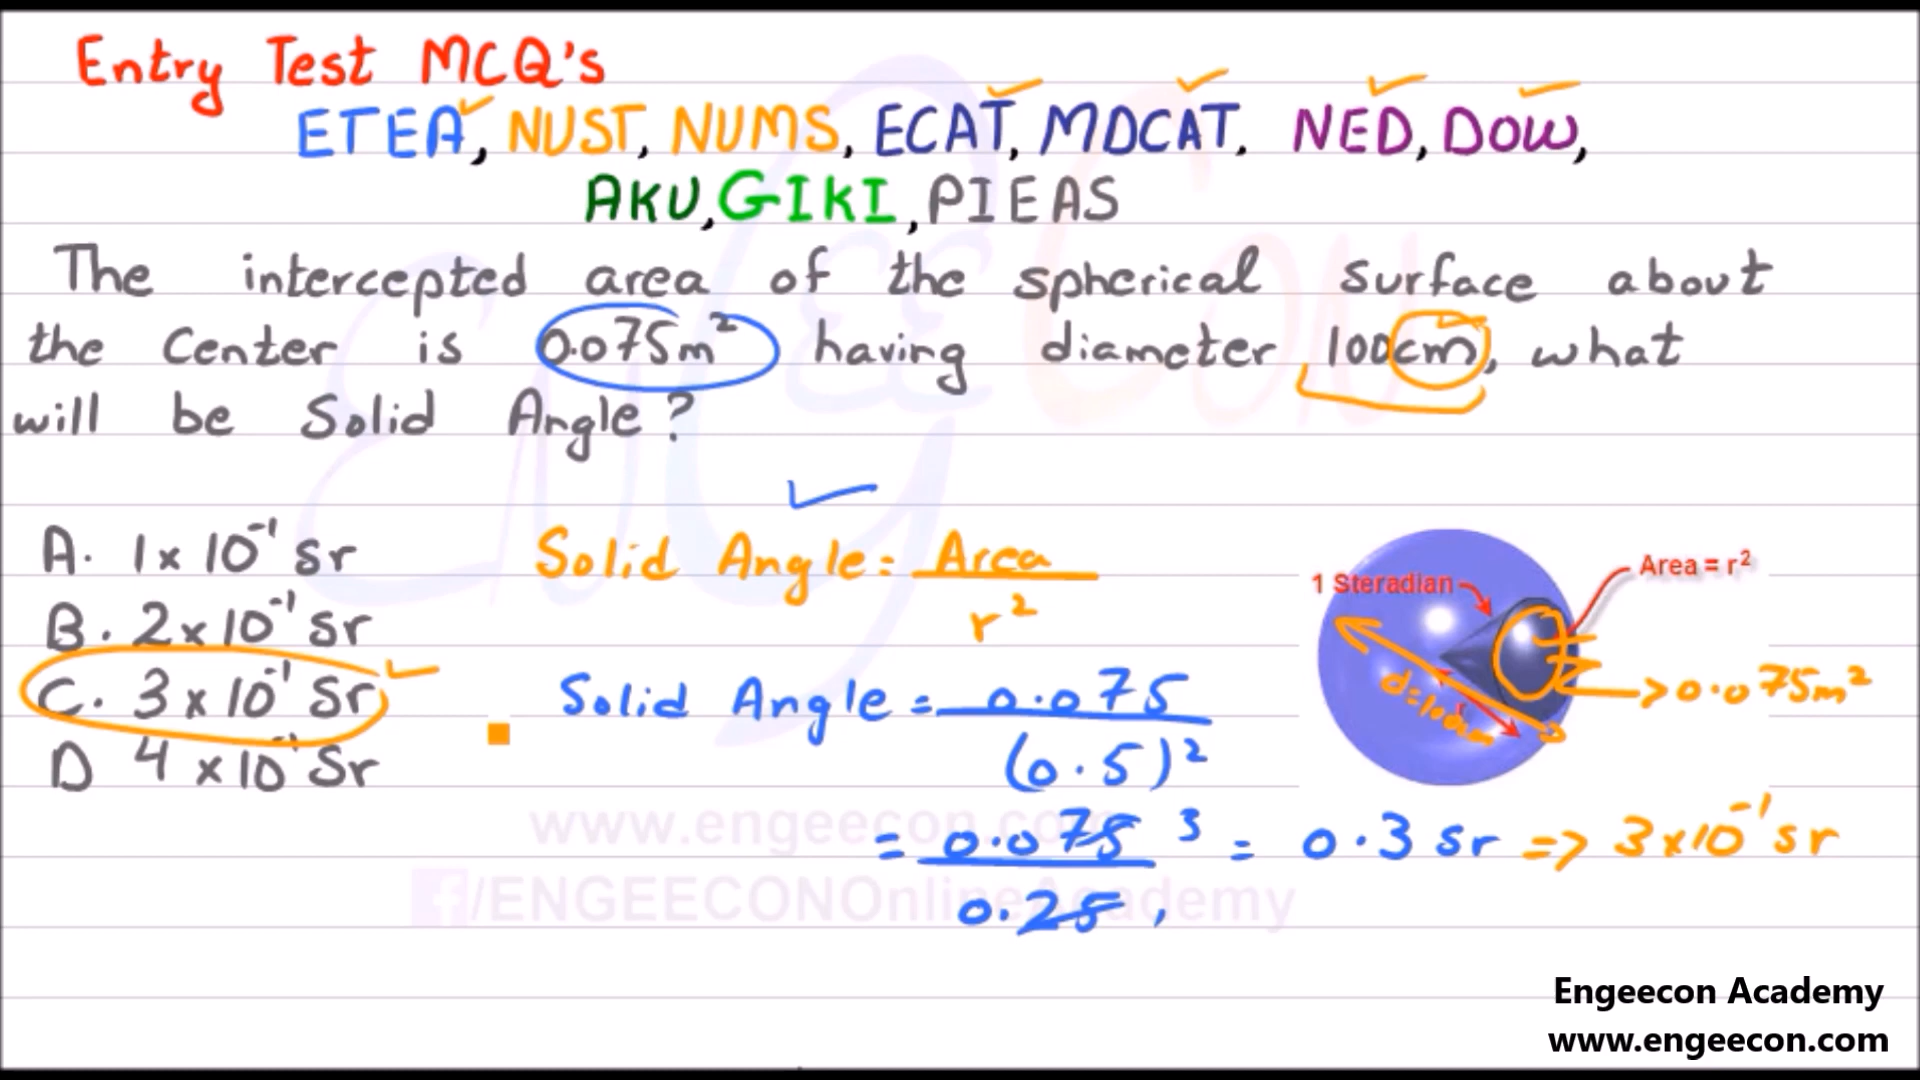 Entry Test MCQ's
ETEA, NUST, NUMS, ECAT, MDCAT. NED, DOW,
AKU, GIKI, PIEAS
The intercepted area of the spherical surface about
the Center is 0.075m² having diameter 100cm, what
will be Solid Angle?
A. 1 x 10⁻¹ Sr
B. 2 x 10⁻¹ Sr
C. 3 x 10⁻¹ Sr
D 4 x 10⁻¹ Sr
Solid Angle = Area / r²
Solid Angle = 0.075 / (0.5)²
= 0.075 3 / 0.25 , = 0.3 Sr => 3x10⁻¹ Sr
1 Steradian
Area = r²
r
> 0.075m²
www.engeecon.com
f/ENGEECONOnlineAcademy
Engeecon Academy
www.engeecon.com